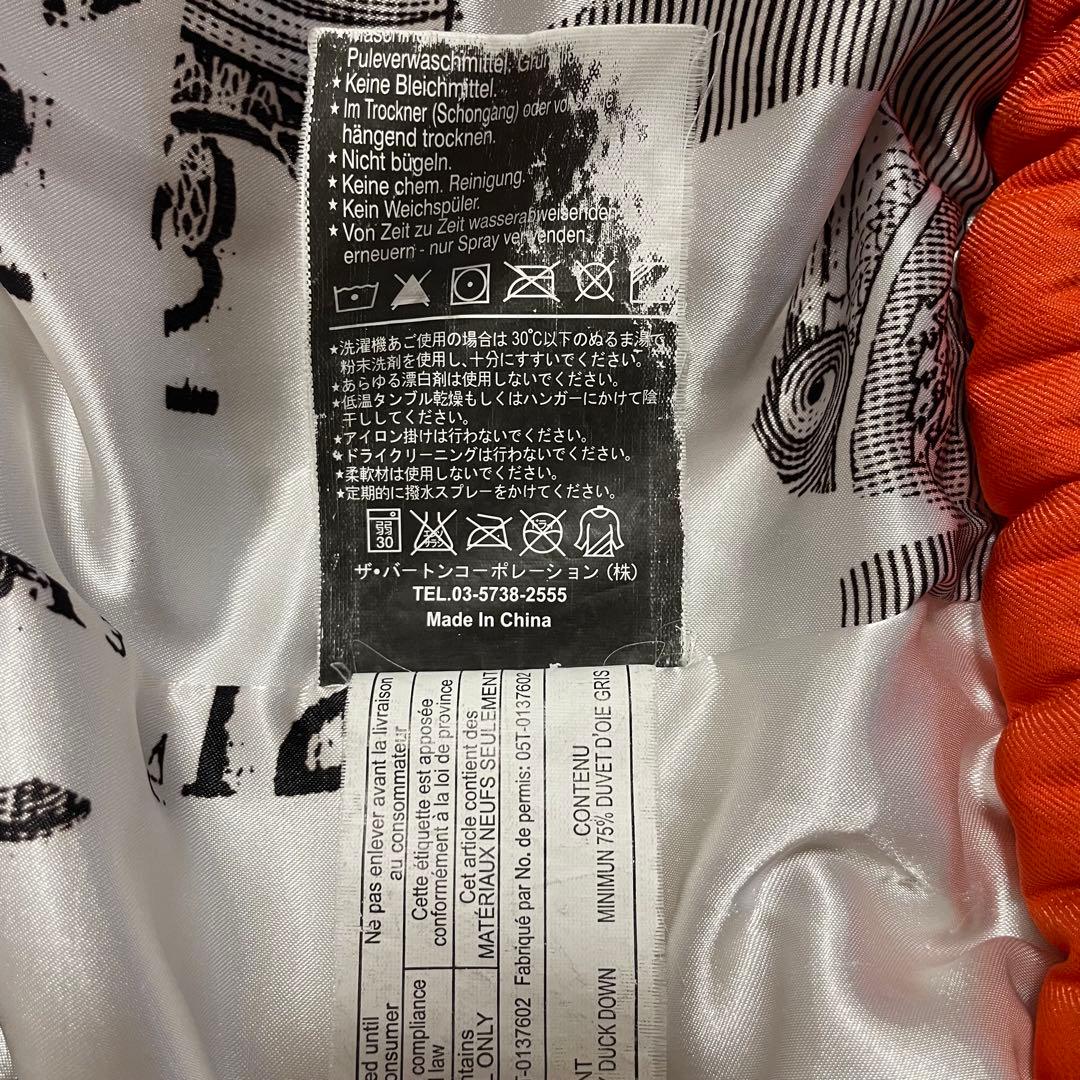 Puleverwaschmittel.
★Keine Bleichmittel.
★Im Trockner (Schongang) oder
hängend trocknen.
★Nicht bügeln.
★Keine chem. Reinigung.
★Kein Weichspüler.
★Von Zeit zu Zeit wasserabweisenden
erneuern - nur Spray verwenden.
★洗濯機あご使用の場合は30℃以下のぬるま湯で
粉末洗剤を使用し、十分にすすいでください。
★あらゆる漂白剤は使用しないでください。
★低温タンブル乾燥もしくはハンガーにかけて陰
干ししてください。
★アイロン掛けは行わないでください。
★ドライクリーニングは行わないでください。
★柔軟材は使用しないでください。
★定期的に撥水スプレーをかけてください。
弱
30
エンソ
サラシ
ドライ
ザ・バートンコーポレーション(株)
TEL.03-5738-2555
Made In China
Ne pas enlever avant la livraison
au consommateur
Cette étiquette est apposée
conformément à la loi de province
Cet article contient des
MATÉRIAUX NEUFS SEULEMENT
-0137602 Fabriqué par No. de permis: 05T-0137602
CONTENU
MINIMUN 75% DUVET D'OIE GRIS
until
compliance
law
ONLY
DUCK DOWN